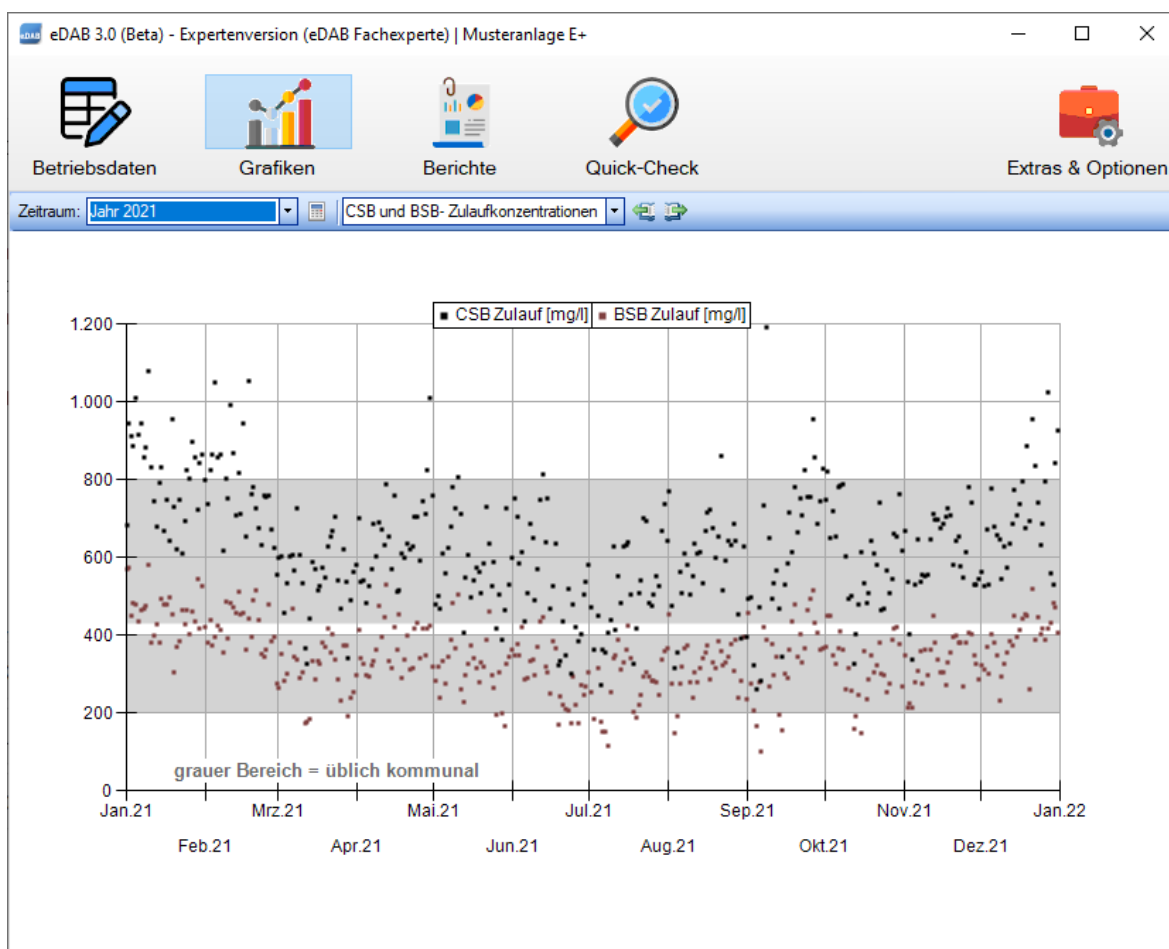 eDAB eDAB 3.0 (Beta) - Expertenversion (eDAB Fachexperte) | Musteranlage E+
Betriebsdaten Grafiken Berichte Quick-Check Extras & Optionen
Zeitraum: Jahr 2021 CSB und BSB- Zulaufkonzentrationen
CSB Zulauf [mg/l] BSB Zulauf [mg/l]
1.200
1.000
800
600
400
200
grauer Bereich = üblich kommunal
0
Jan.21 Mrz.21 Mai.21 Jul.21 Sep.21 Nov.21 Jan.22
Feb.21 Apr.21 Jun.21 Aug.21 Okt.21 Dez.21